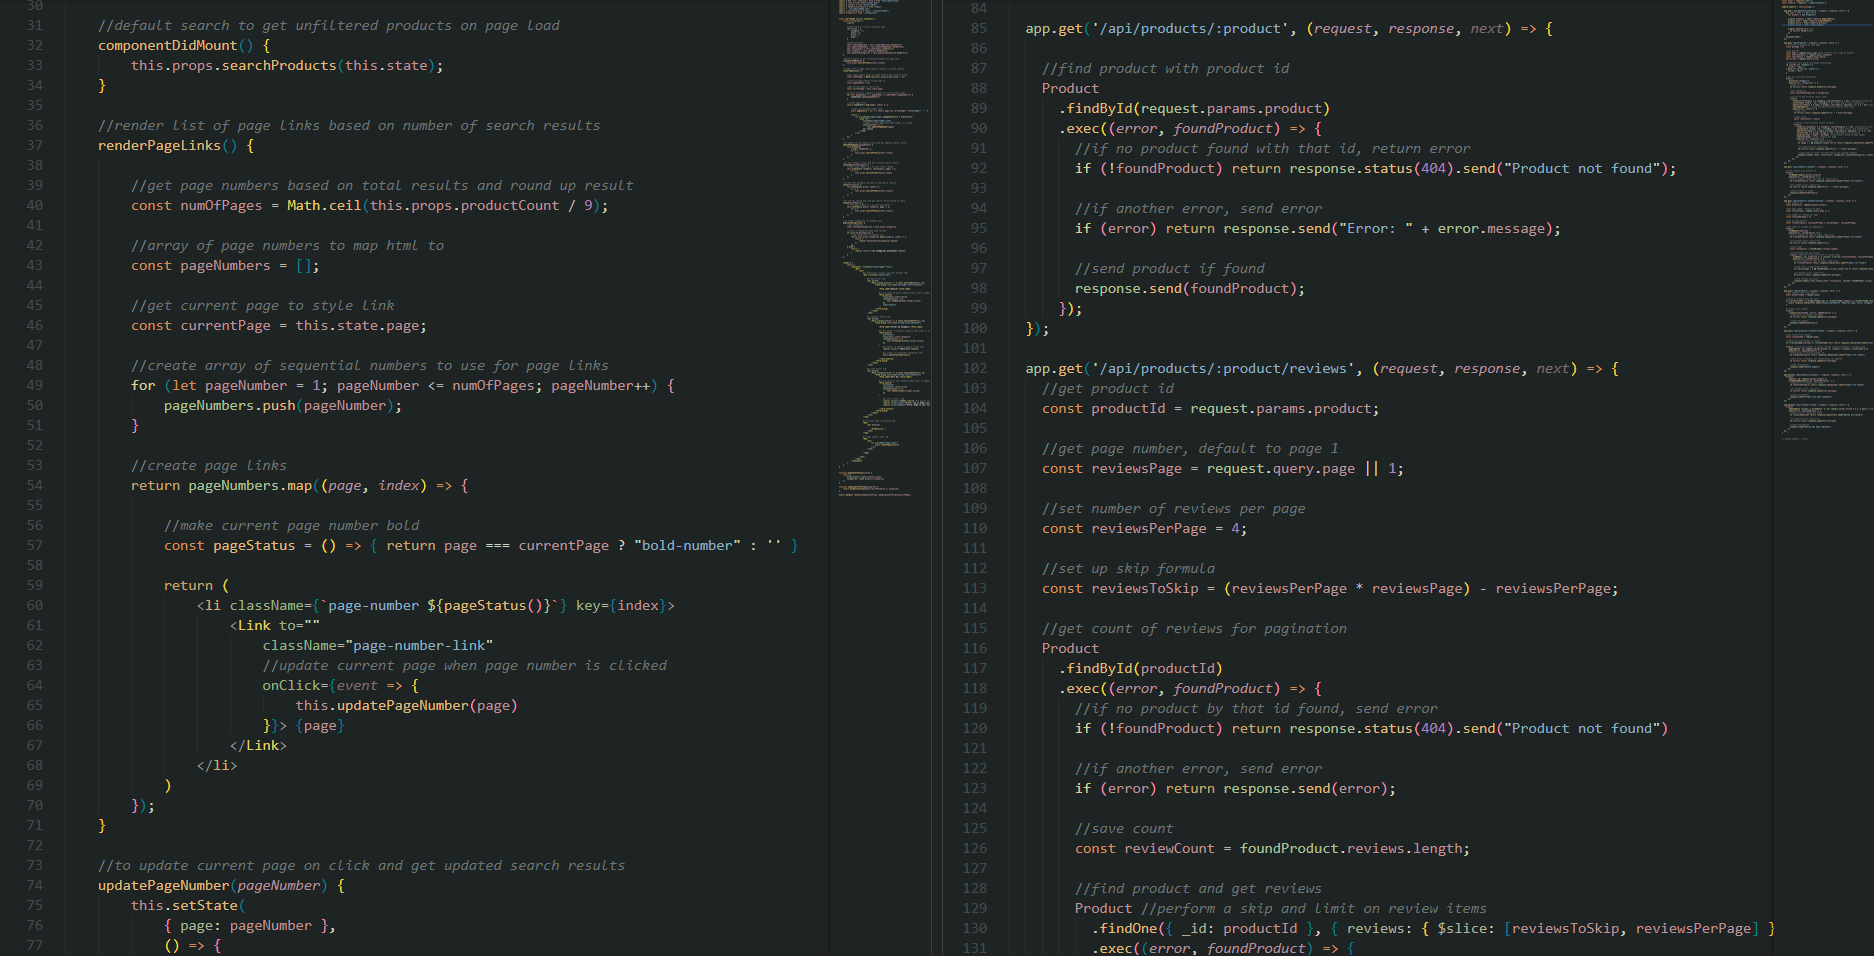 30
31 //default search to get unfiltered products on page load
32 componentDidMount() {
33 this.props.searchProducts(this.state);
34 }
35
36 //render list of page links based on number of search results
37 renderPageLinks() {
38
39 //get page numbers based on total results and round up result
40 const numOfPages = Math.ceil(this.props.productCount / 9);
41
42 //array of page numbers to map html to
43 const pageNumbers = [];
44
45 //get current page to style link
46 const currentPage = this.state.page;
47
48 //create array of sequential numbers to use for page links
49 for (let pageNumber = 1; pageNumber <= numOfPages; pageNumber++) {
50 pageNumbers.push(pageNumber);
51 }
52
53 //create page links
54 return pageNumbers.map((page, index) => {
55
56 //make current page number bold
57 const pageStatus = () => { return page === currentPage ? "bold-number" : '' }
58
59 return (
60 <li className={`page-number ${pageStatus()}`} key={index}>
61 <Link to=""
62 className="page-number-link"
63 //update current page when page number is clicked
64 onClick={event => {
65 this.updatePageNumber(page)
66 }}> {page}
67 </Link>
68 </li>
69 )
70 });
71 }
72
73 //to update current page on click and get updated search results
74 updatePageNumber(pageNumber) {
75 this.setState(
76 { page: pageNumber },
77 () => {
84
85 app.get('/api/products/:product', (request, response, next) => {
86
87 //find product with product id
88 Product
89 .findById(request.params.product)
90 .exec((error, foundProduct) => {
91 //if no product found with that id, return error
92 if (!foundProduct) return response.status(404).send("Product not found");
93
94 //if another error, send error
95 if (error) return response.send("Error: " + error.message);
96
97 //send product if found
98 response.send(foundProduct);
99 });
100 });
101
102 app.get('/api/products/:product/reviews', (request, response, next) => {
103 //get product id
104 const productId = request.params.product;
105
106 //get page number, default to page 1
107 const reviewsPage = request.query.page || 1;
108
109 //set number of reviews per page
110 const reviewsPerPage = 4;
111
112 //set up skip formula
113 const reviewsToSkip = (reviewsPerPage * reviewsPage) - reviewsPerPage;
114
115 //get count of reviews for pagination
116 Product
117 .findById(productId)
118 .exec((error, foundProduct) => {
119 //if no product by that id found, send error
120 if (!foundProduct) return response.status(404).send("Product not found")
121
122 //if another error, send error
123 if (error) return response.send(error);
124
125 //save count
126 const reviewCount = foundProduct.reviews.length;
127
128 //find product and get reviews
129 Product //perform a skip and limit on review items
130 .findOne({ _id: productId }, { reviews: { $slice: [reviewsToSkip, reviewsPerPage] }
131 .exec((error, foundProduct) => {